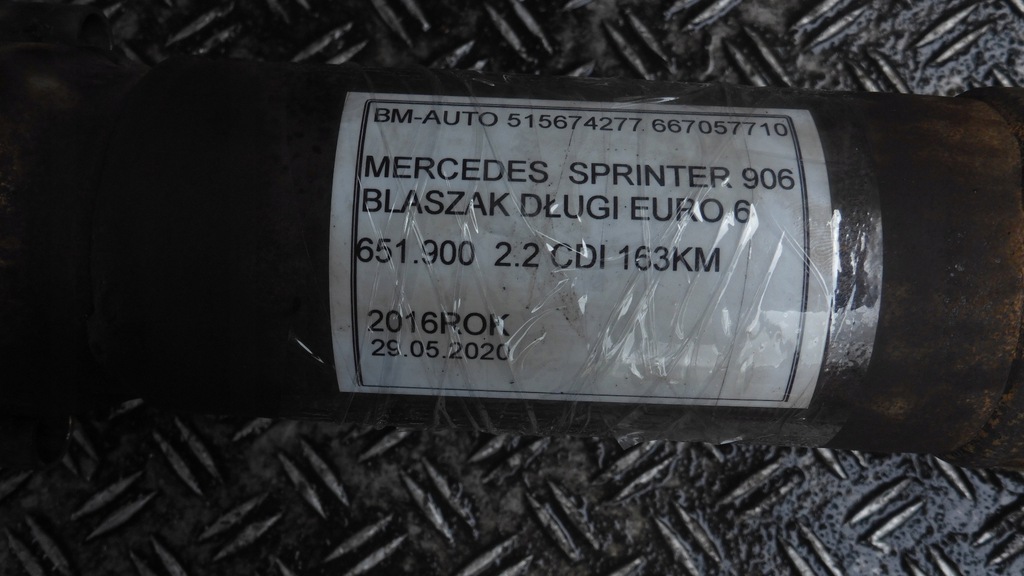 BM-AUTO 515674277. 667057710
MERCEDES SPRINTER 906
BLASZAK DŁUGI EURO 6
651.900 2.2 CDI 163KM
2016ROK
29.05.2020